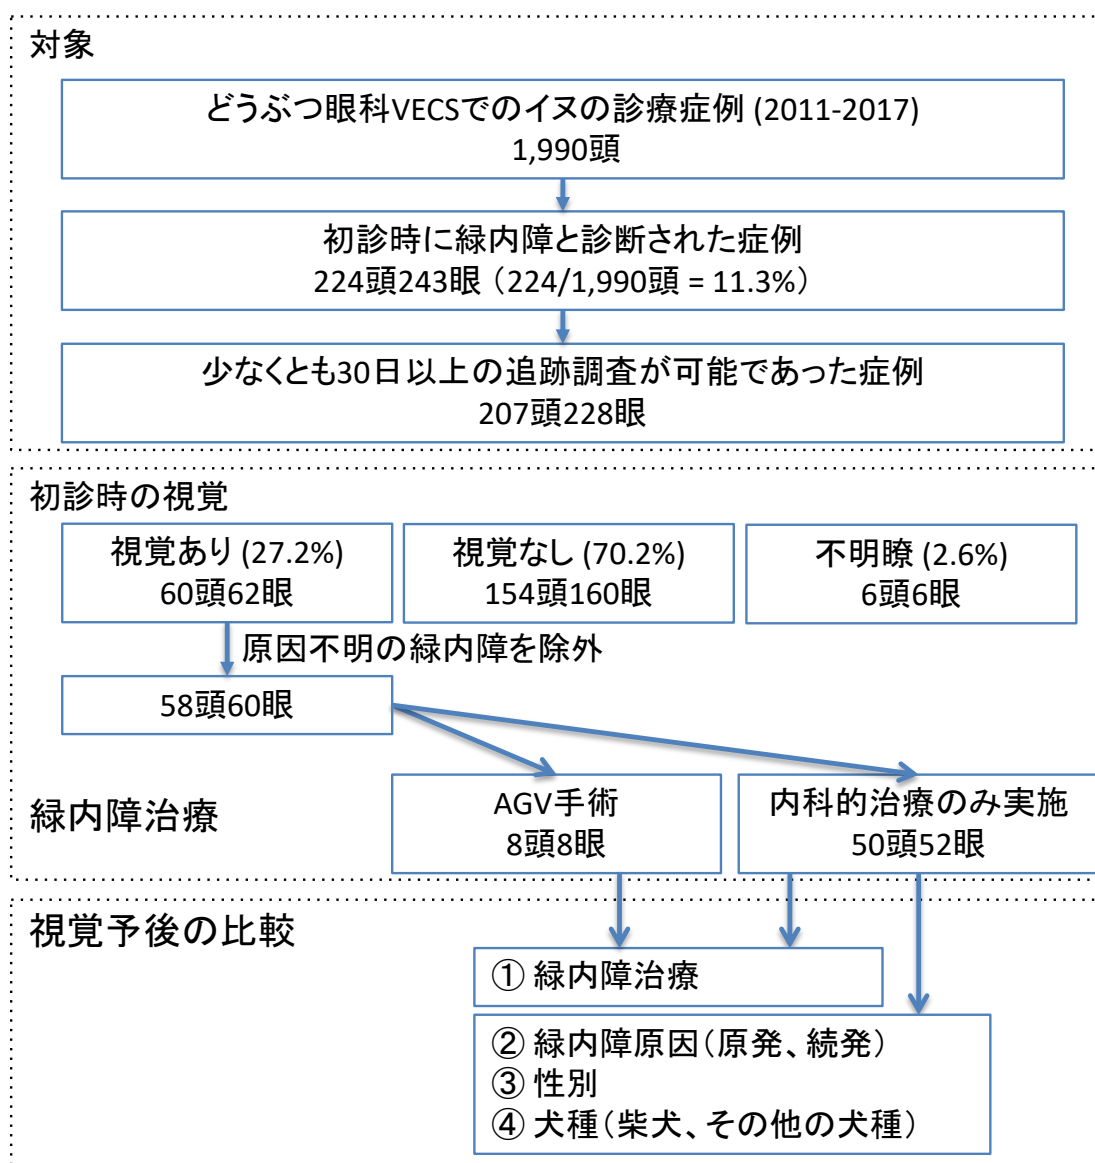 対象
どうぶつ眼科VECSでのイヌの診療症例 (2011-2017)
1,990頭
初診時に緑内障と診断された症例
224頭243眼（224/1,990頭 = 11.3%）
少なくとも30日以上の追跡調査が可能であった症例
207頭228眼
初診時の視覚
視覚あり (27.2%)
60頭62眼
視覚なし (70.2%)
154頭160眼
不明瞭 (2.6%)
6頭6眼
原因不明の緑内障を除外
58頭60眼
緑内障治療
AGV手術
8頭8眼
内科的治療のみ実施
50頭52眼
視覚予後の比較
① 緑内障治療
② 緑内障原因（原発、続発）
③ 性別
④ 犬種（柴犬、その他の犬種）